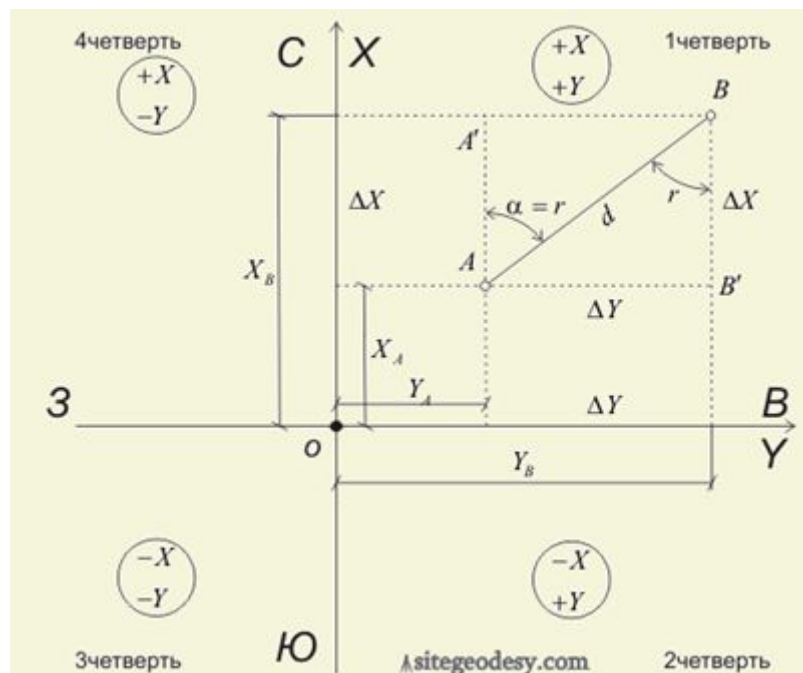 4четверть
С
X
+X
1четверть
+X
−Y
+Y
B
A'
ΔX
α = r
d
r
ΔX
X_B
A
B'
ΔY
X_A
Y_A
З
ΔY
В
o
Y
Y_B
−X
−Y
−X
+Y
3четверть
Ю
sitegeodesy.com
2четверть